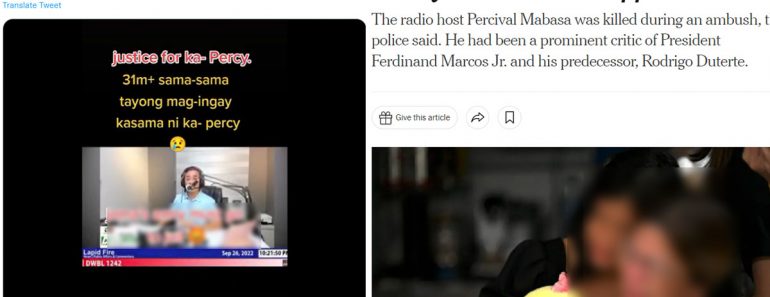 Translate Tweet
justice for ka- Percy.
31m+ sama-sama
tayong mag-ingay
kasama ni ka- percy
Lapid Fire
Sep 26, 2022
10:21:50 PM
DWBL 1242
The radio host Percival Mabasa was killed during an ambush, t
police said. He had been a prominent critic of President
Ferdinand Marcos Jr. and his predecessor, Rodrigo Duterte.
Give this article